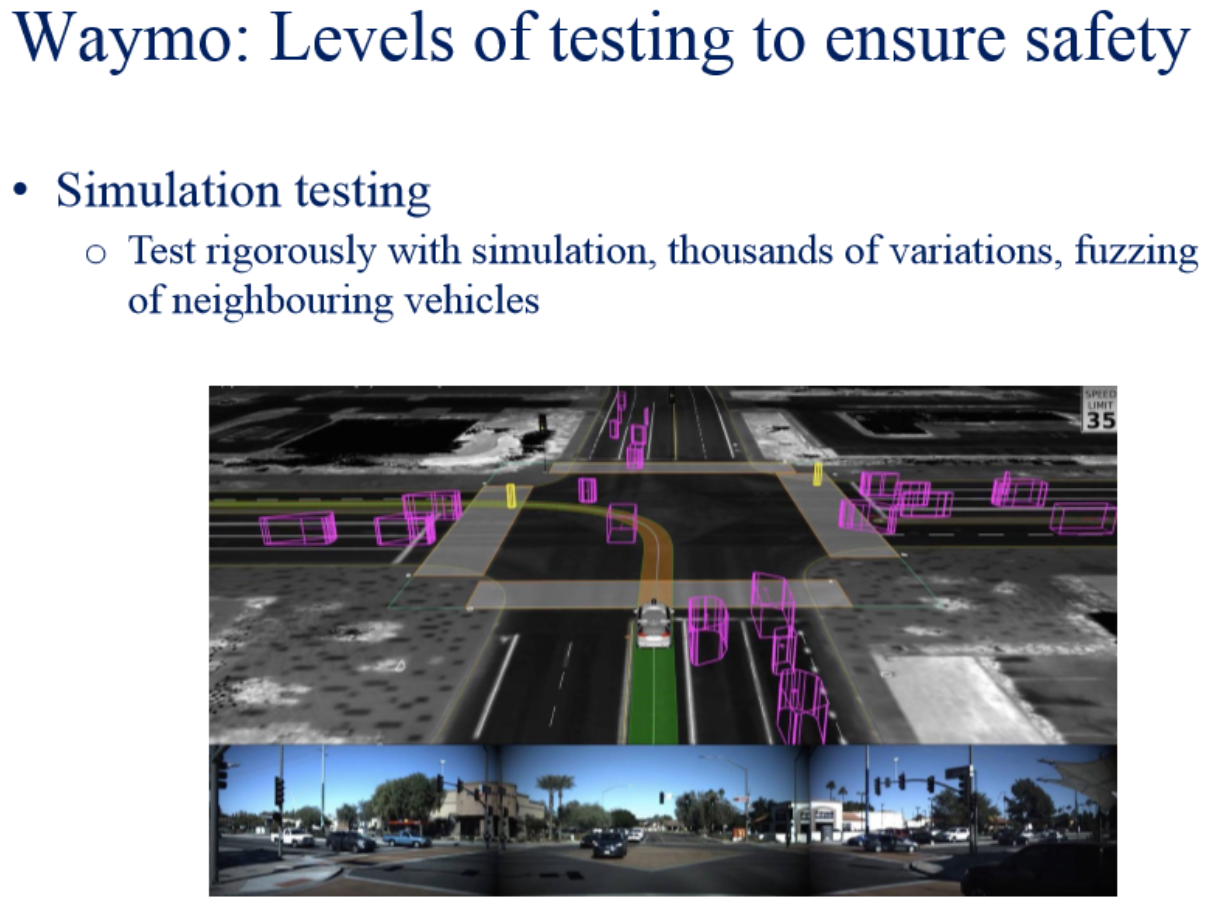 Waymo: Levels of testing to ensure safety
• Simulation testing
o Test rigorously with simulation, thousands of variations, fuzzing
of neighbouring vehicles
SPEED
LIMIT
35